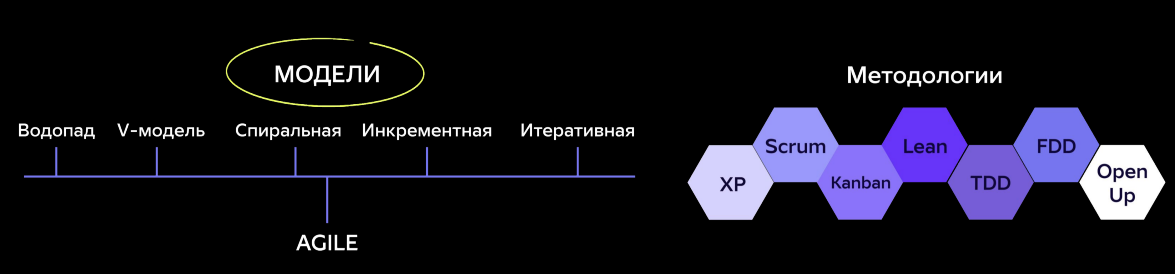 МОДЕЛИ
Водопад V-модель Спиральная Инкрементная Итеративная
AGILE
Методологии
XP
Scrum
Kanban
Lean
TDD
FDD
Open
Up